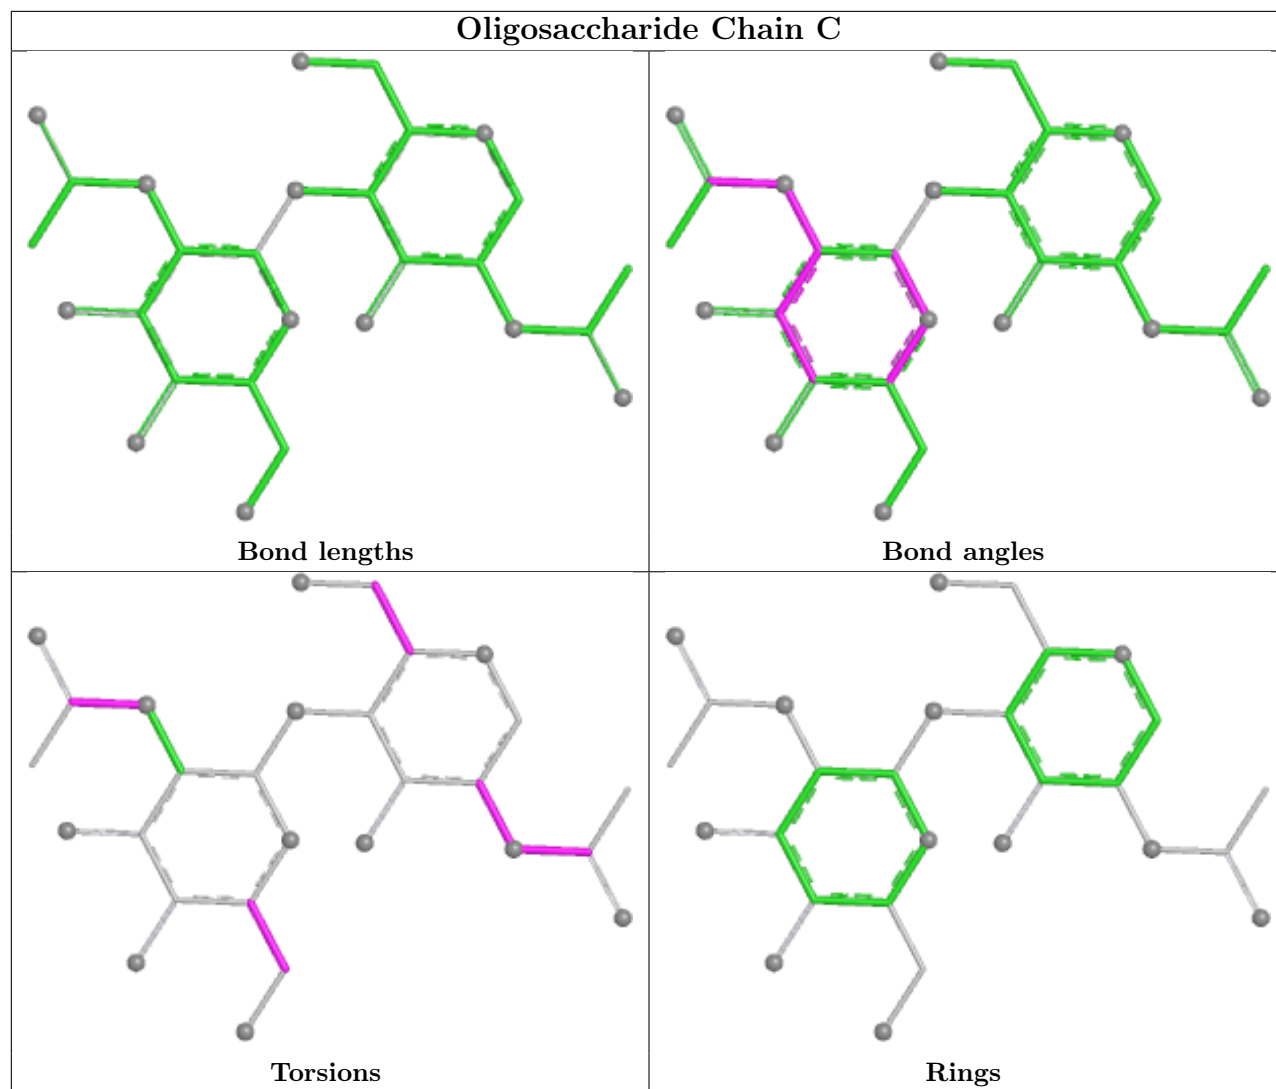 Oligosaccharide Chain C
Bond lengths
Bond angles
Torsions
Rings